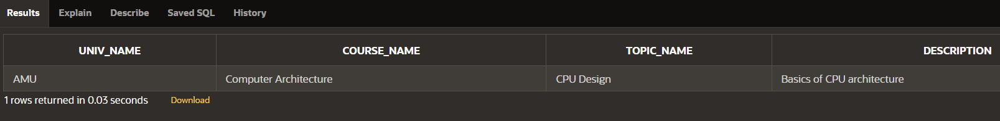 Results Explain Describe Saved SQL History
UNIV_NAME COURSE_NAME TOPIC_NAME DESCRIPTION
AMU Computer Architecture CPU Design Basics of CPU architecture
1 rows returned in 0.03 seconds Download